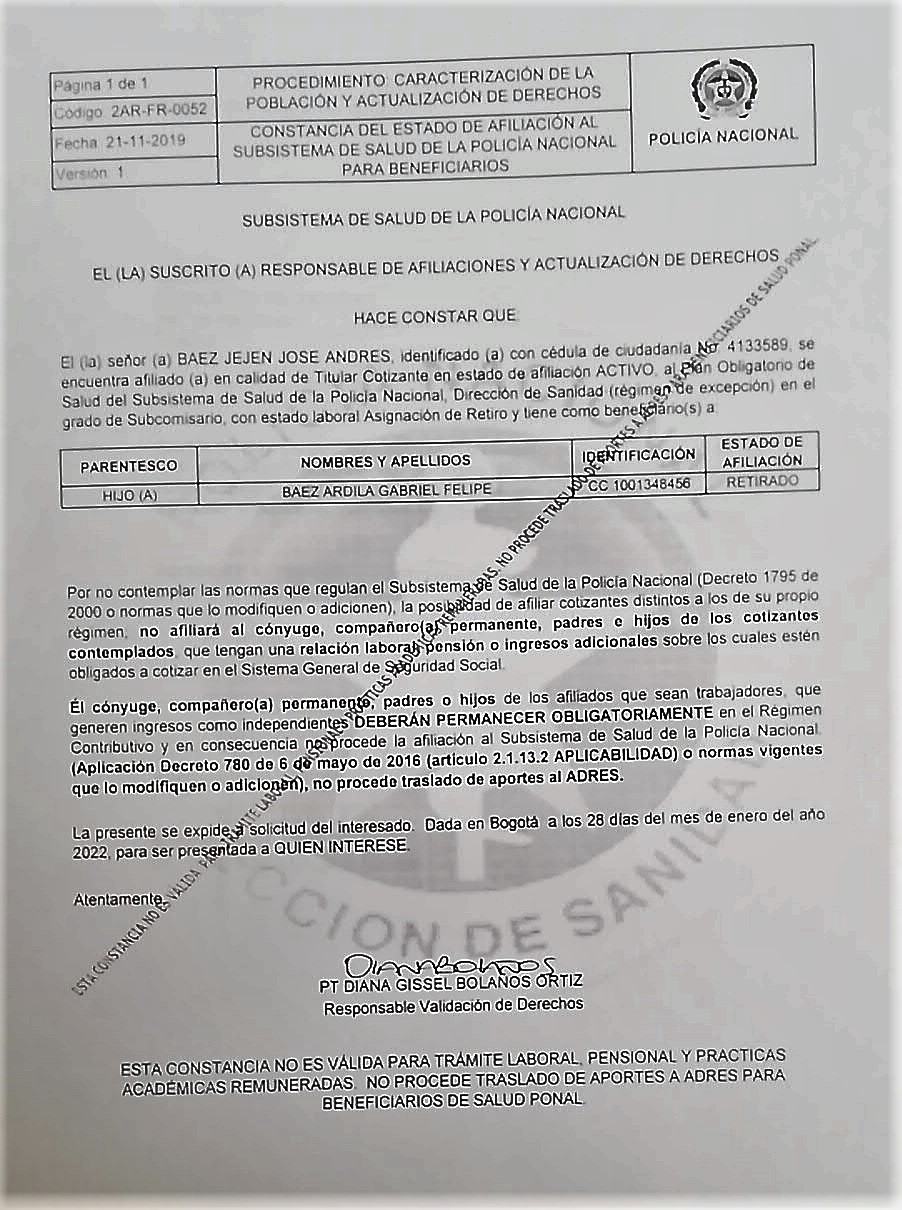 Página 1 de 1
Código: 2AR-FR-0052
Fecha: 21-11-2019
Versión: 1
PROCEDIMIENTO: CARACTERIZACIÓN DE LA
POBLACIÓN Y ACTUALIZACIÓN DE DERECHOS
CONSTANCIA DEL ESTADO DE AFILIACIÓN AL
SUBSISTEMA DE SALUD DE LA POLICÍA NACIONAL
PARA BENEFICIARIOS
POLICÍA NACIONAL
SUBSISTEMA DE SALUD DE LA POLICÍA NACIONAL
EL (LA) SUSCRITO (A) RESPONSABLE DE AFILIACIONES Y ACTUALIZACIÓN DE DERECHOS
HACE CONSTAR QUE:
El (la) señor (a) BAEZ JEJEN JOSE ANDRES, identificado (a) con cédula de ciudadanía No. 4133589, se
encuentra afiliado (a) en calidad de Titular Cotizante en estado de afiliación ACTIVO, al Plan Obligatorio de
Salud del Subsistema de Salud de la Policía Nacional, Dirección de Sanidad (régimen de excepción) en el
grado de Subcomisario, con estado laboral Asignación de Retiro y tiene como beneficiario(s) a:
PARENTESCO NOMBRES Y APELLIDOS IDENTIFICACIÓN ESTADO DE AFILIACIÓN
HIJO (A) BAEZ ARDILA GABRIEL FELIPE CC 1001348456 RETIRADO
Por no contemplar las normas que regulan el Subsistema de Salud de la Policía Nacional (Decreto 1795 de
2000 o normas que lo modifiquen o adicionen), la posibilidad de afiliar cotizantes distintos a los de su propio
régimen, no afiliará al cónyuge, compañero(a) permanente, padres e hijos de los cotizantes
contemplados, que tengan una relación laboral, pensión o ingresos adicionales sobre los cuales estén
obligados a cotizar en el Sistema General de Seguridad Social.
Él cónyuge, compañero(a) permanente, padres o hijos de los afiliados que sean trabajadores, que
generen ingresos como independientes DEBERÁN PERMANECER OBLIGATORIAMENTE en el Régimen
Contributivo y en consecuencia no procede la afiliación al Subsistema de Salud de la Policía Nacional.
(Aplicación Decreto 780 de 6 de mayo de 2016 (articulo 2.1.13.2 APLICABILIDAD) o normas vigentes
que lo modifiquen o adicionen), no procede traslado de aportes al ADRES.
La presente se expide a solicitud del interesado. Dada en Bogotá a los 28 días del mes de enero del año
2022, para ser presentada a QUIEN INTERESE.
Atentamente,
DIANA BOLAÑOS
PT DIANA GISSEL BOLAÑOS ORTIZ
Responsable Validación de Derechos
ESTA CONSTANCIA NO ES VÁLIDA PARA TRÁMITE LABORAL, PENSIONAL Y PRACTICAS
ACADÉMICAS REMUNERADAS. NO PROCEDE TRASLADO DE APORTES A ADRES PARA
BENEFICIARIOS DE SALUD PONAL
ESTA CONSTANCIA NO ES VALIDA PARA TRAMITE LABORAL, PENSIONAL Y PRACTICAS ACADEMICAS REMUNERADAS. NO PROCEDE TRASLADO DE APORTES A ADRES PARA BENEFICIARIOS DE SALUD PONAL
CCION DE SANIDA